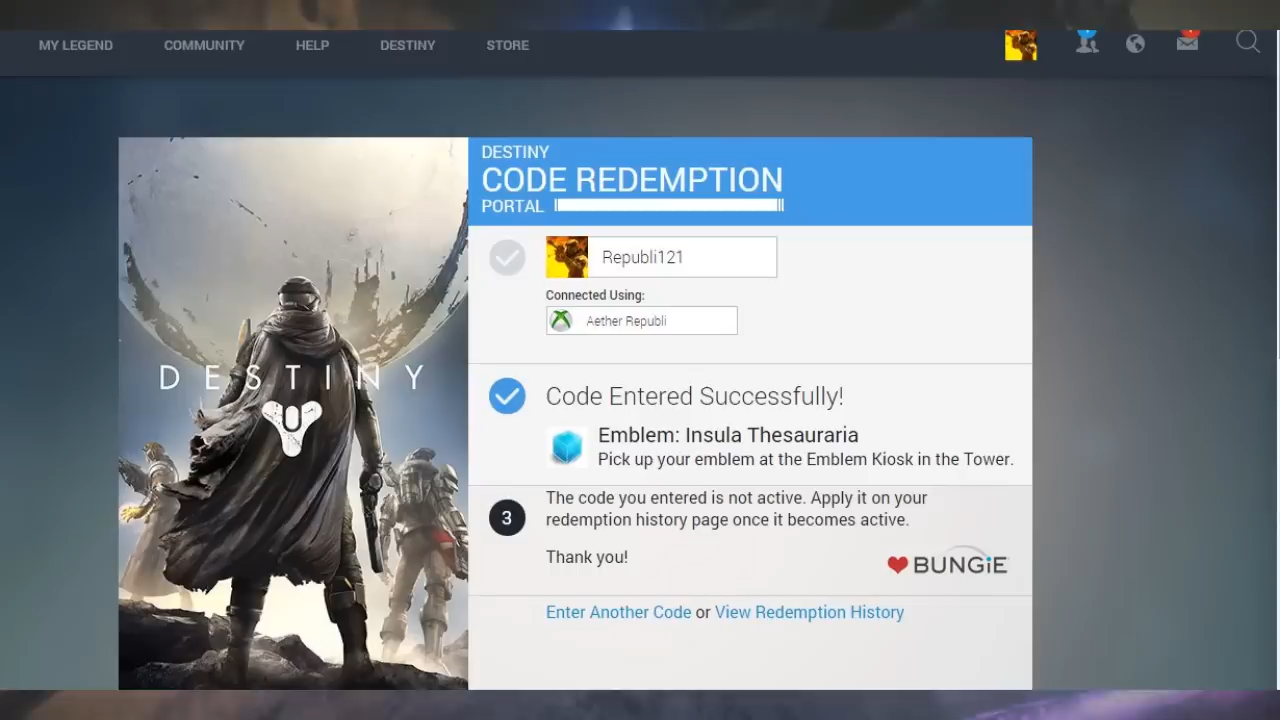 MY LEGEND COMMUNITY HELP DESTINY STORE
DESTINY
CODE REDEMPTION
PORTAL
Republi121
Connected Using:
Aether Republi
DESTINY
Code Entered Successfully!
Emblem: Insula Thesauraria
Pick up your emblem at the Emblem Kiosk in the Tower.
3
The code you entered is not active. Apply it on your
redemption history page once it becomes active.
Thank you!
BUNGiE
Enter Another Code or View Redemption History